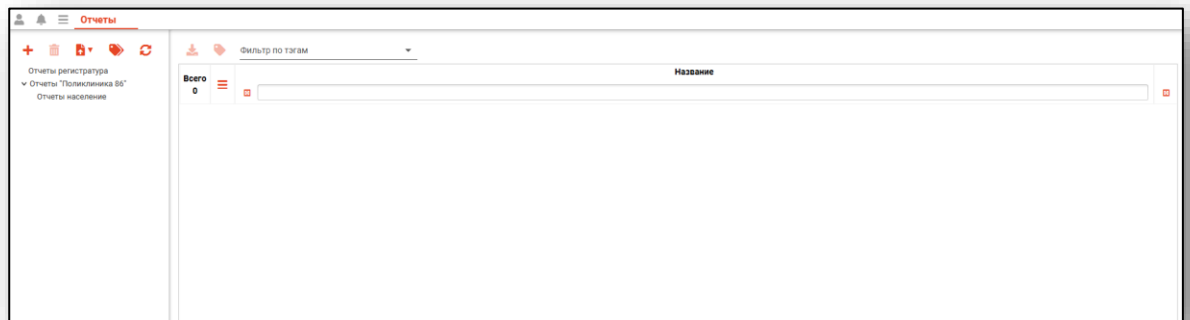 Отчеты
Фильтр по тэгам
Отчеты регистратура
Отчеты "Поликлиника 86"
Отчеты население
Всего
0
Название